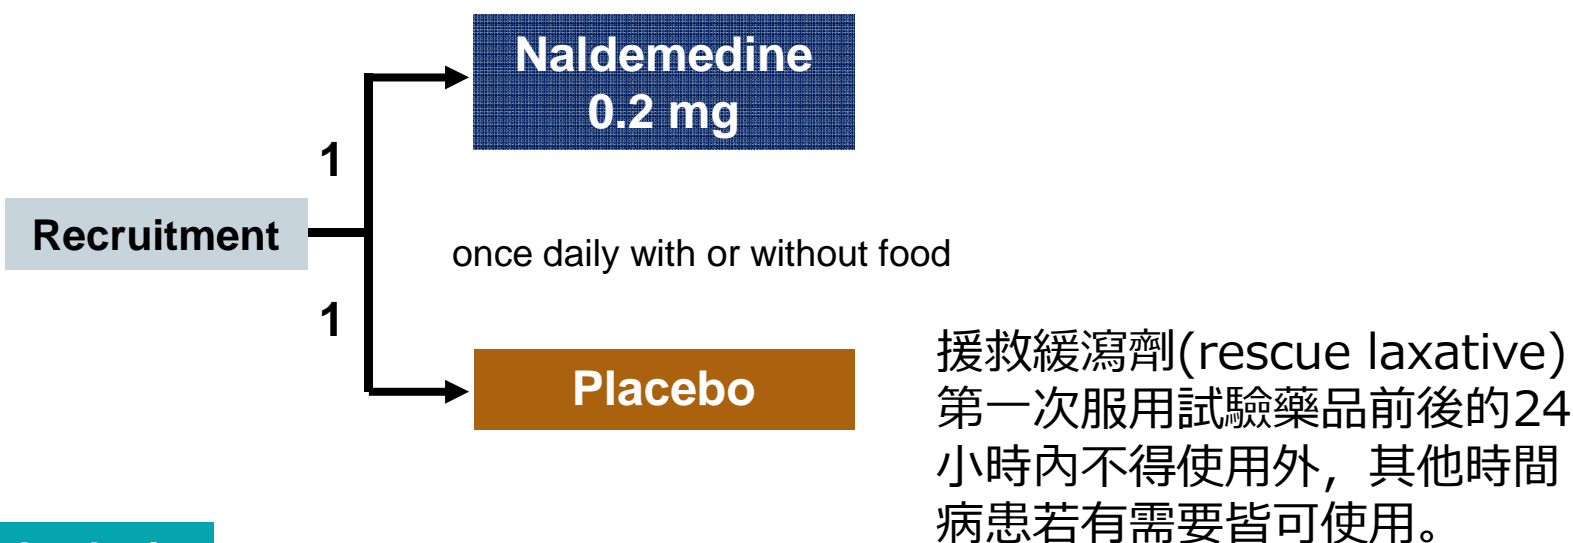 Naldemedine
0.2 mg
1
Recruitment
once daily with or without food
1
Placebo
援救緩瀉劑(rescue laxative)
第一次服用試驗藥品前後的24
小時內不得使用外，其他時間
病患若有需要皆可使用。